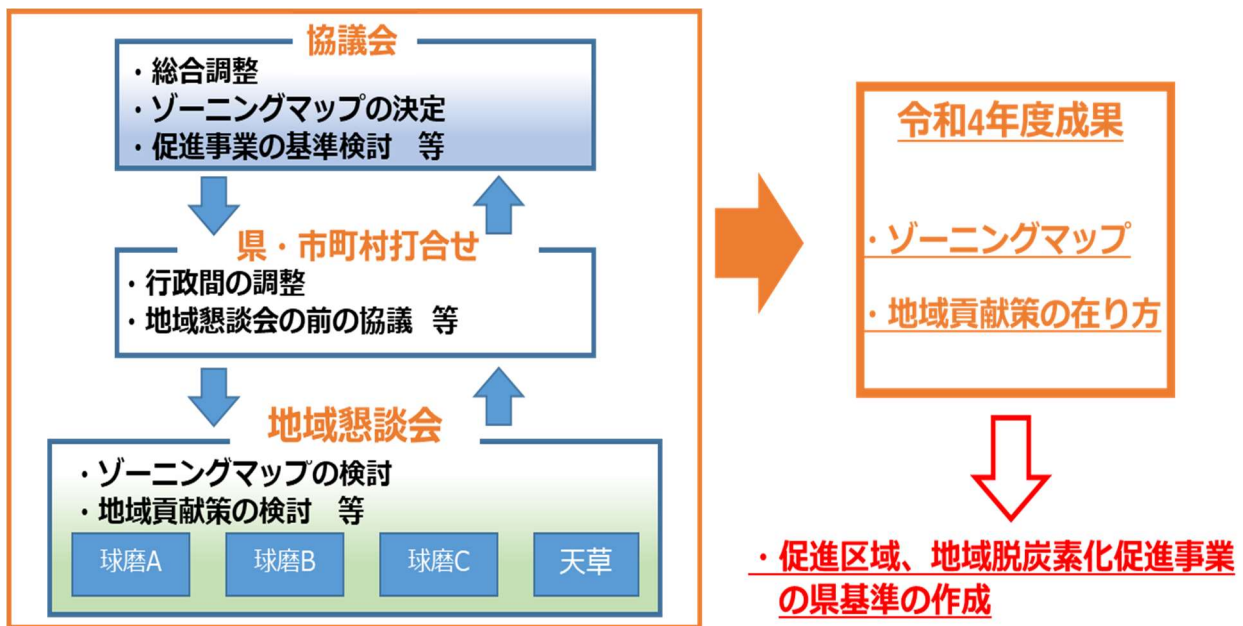 協議会
・総合調整
・ゾーニングマップの決定
・促進事業の基準検討 等
県・市町村打合せ
・行政間の調整
・地域懇談会の前の協議 等
地域懇談会
・ゾーニングマップの検討
・地域貢献策の検討 等
球磨A
球磨B
球磨C
天草
令和4年度成果
・ゾーニングマップ
・地域貢献策の在り方
・促進区域、地域脱炭素化促進事業
の県基準の作成